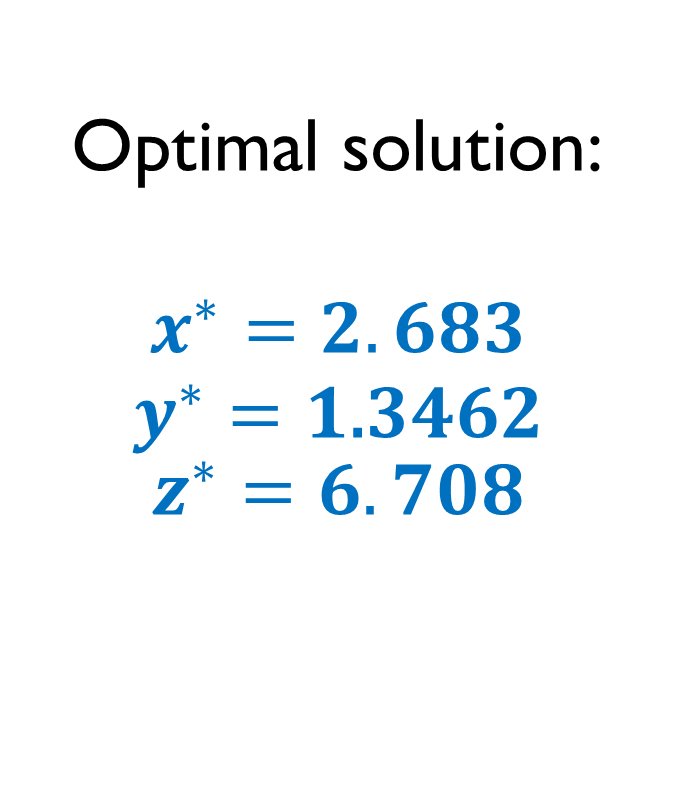 Optimal solution:
x* = 2.683
y* = 1.3462
z* = 6.708